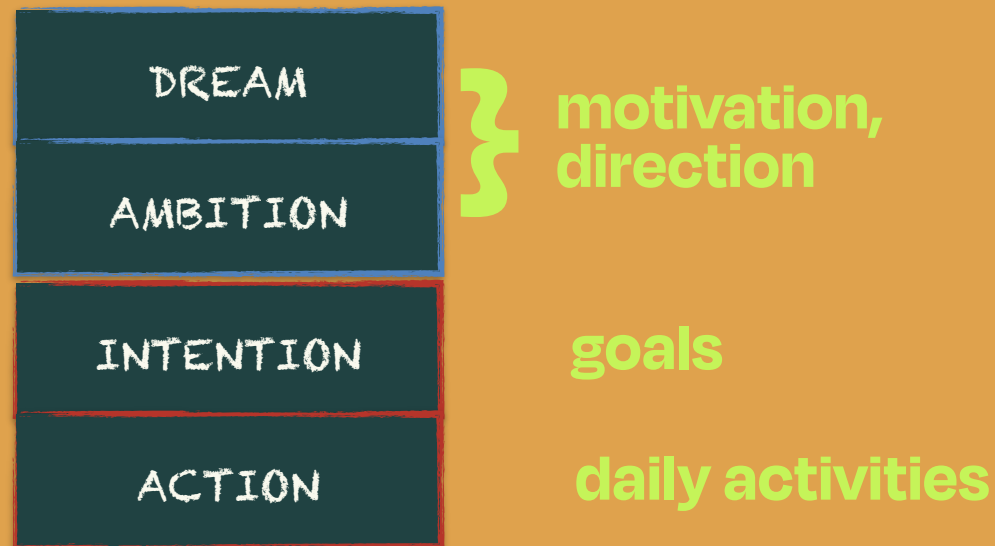 DREAM
motivation,
direction
AMBITION
INTENTION
goals
ACTION
daily activities